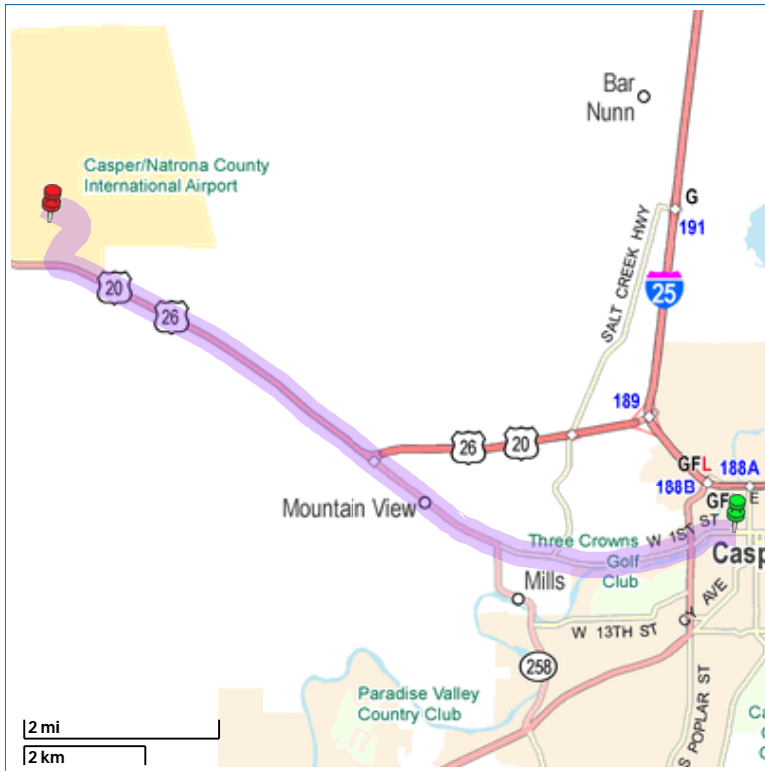 Bar
Nunn
Casper/Natrona County
International Airport
G
191
SALT CREEK HWY
20
26
25
189
26
20
GFL
188A
188B
GF
E
Mountain View
W 1ST ST
Three Crowns
Golf
Club
Casp
Mills
CY AVE
W 13TH ST
258
Paradise Valley
Country Club
S POPLAR ST
Ca
C
C
2 mi
2 km